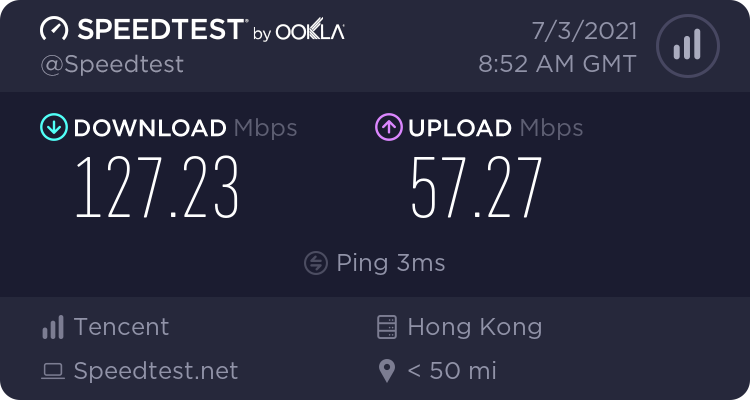 SPEEDTEST® by OOKLA®
7/3/2021
@Speedtest
8:52 AM GMT
DOWNLOAD Mbps
127.23
UPLOAD Mbps
57.27
Ping 3ms
Tencent
Hong Kong
Speedtest.net
< 50 mi